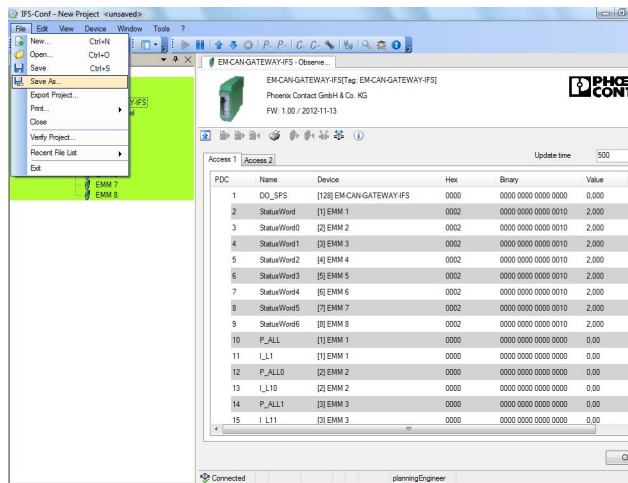 IFS-Conf - New Project <unsaved>
File Edit View Device Window Tools ?
New... Ctrl+N
Open... Ctrl+O
Save Ctrl+S
Save As...
Export Project...
Print...
Close
Verify Project...
Recent File List
Exit
EMM 7
EMM 8
EM-CAN-GATEWAY-IFS - Observe...
EM-CAN-GATEWAY-IFS[Tag: EM-CAN-GATEWAY-IFS]
Phoenix Contact GmbH & Co. KG
FW: 1.00 / 2012-11-13
Access 1 Access 2
Update time 500
PDC Name Device Hex Binary Value
1 DO_SPS [128] EM-CAN-GATEWAY-IFS 0000 0000 0000 0000 0000 0,000
2 StatusWord [1] EMM 1 0002 0000 0000 0000 0010 2,000
3 StatusWord0 [2] EMM 2 0002 0000 0000 0000 0010 2,000
4 StatusWord1 [3] EMM 3 0002 0000 0000 0000 0010 2,000
5 StatusWord2 [4] EMM 4 0002 0000 0000 0000 0010 2,000
6 StatusWord3 [5] EMM 5 0002 0000 0000 0000 0010 2,000
7 StatusWord4 [6] EMM 6 0002 0000 0000 0000 0010 2,000
8 StatusWord5 [7] EMM 7 0002 0000 0000 0000 0010 2,000
9 StatusWord6 [8] EMM 8 0002 0000 0000 0000 0010 2,000
10 P_ALL [1] EMM 1 0000 0000 0000 0000 0000 0,00
11 I_L1 [1] EMM 1 0000 0000 0000 0000 0000 0,00
12 P_ALL0 [2] EMM 2 0000 0000 0000 0000 0000 0,00
13 I_L10 [2] EMM 2 0000 0000 0000 0000 0000 0,00
14 P_ALL1 [3] EMM 3 0000 0000 0000 0000 0000 0,00
15 I_L11 [3] EMM 3 0000 0000 0000 0000 0000 0,00
Connected planningEngineer